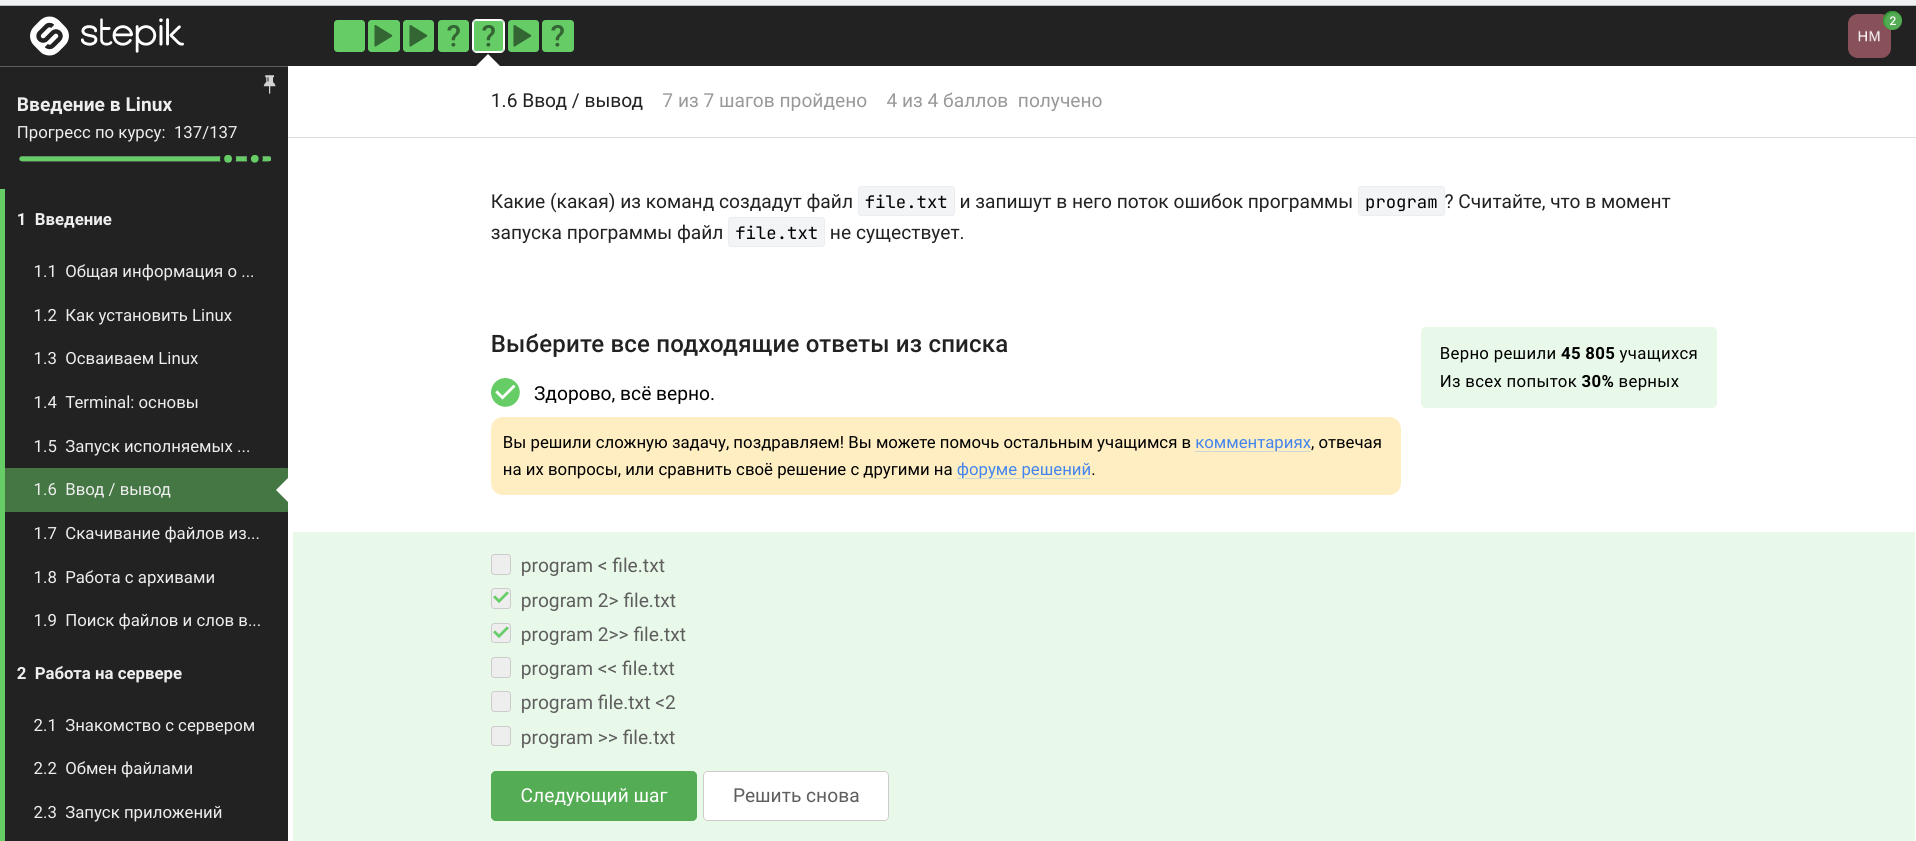 stepik
? ? ?
НМ
2
Введение в Linux
Прогресс по курсу: 137/137
1 Введение
1.1 Общая информация о ...
1.2 Как установить Linux
1.3 Осваиваем Linux
1.4 Terminal: основы
1.5 Запуск исполняемых ...
1.6 Ввод / вывод
1.7 Скачивание файлов из...
1.8 Работа с архивами
1.9 Поиск файлов и слов в...
2 Работа на сервере
2.1 Знакомство с сервером
2.2 Обмен файлами
2.3 Запуск приложений
1.6 Ввод / вывод 7 из 7 шагов пройдено 4 из 4 баллов получено
Какие (какая) из команд создадут файл file.txt и запишут в него поток ошибок программы program? Считайте, что в момент
запуска программы файл file.txt не существует.
Выберите все подходящие ответы из списка
Здорово, всё верно.
Вы решили сложную задачу, поздравляем! Вы можете помочь остальным учащимся в комментариях, отвечая
на их вопросы, или сравнить своё решение с другими на форуме решений.
Верно решили 45 805 учащихся
Из всех попыток 30% верных
program < file.txt
program 2> file.txt
program 2>> file.txt
program << file.txt
program file.txt <2
program >> file.txt
Следующий шаг Решить снова